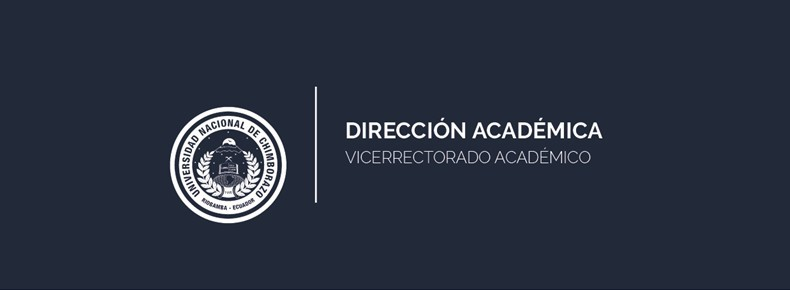 UNIVERSIDAD NACIONAL DE CHIMBORAZO
RIOBAMBA - ECUADOR
DIRECCIÓN ACADÉMICA
VICERRECTORADO ACADÉMICO